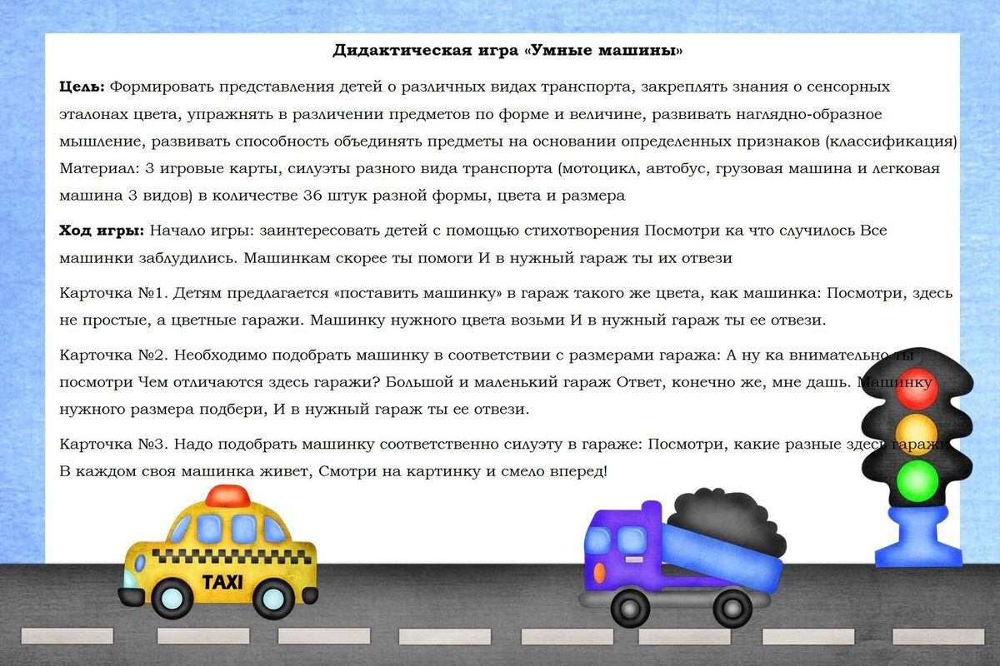 Дидактическая игра «Умные машины»
Цель: Формировать представления детей о различных видах транспорта, закреплять знания о сенсорных
эталонах цвета, упражнять в различении предметов по форме и величине, развивать наглядно-образное
мышление, развивать способность объединять предметы на основании определенных признаков (классификация)
Материал: 3 игровые карты, силуэты разного вида транспорта (мотоцикл, автобус, грузовая машина и легковая
машина 3 видов) в количестве 36 штук разной формы, цвета и размера
Ход игры: Начало игры: заинтересовать детей с помощью стихотворения Посмотри ка что случилось Все
машинки заблудились. Машинкам скорее ты помоги И в нужный гараж ты их отвези
Карточка №1. Детям предлагается «поставить машинку» в гараж такого же цвета, как машинка: Посмотри, здесь
не простые, а цветные гаражи. Машинку нужного цвета возьми И в нужный гараж ты ее отвези.
Карточка №2. Необходимо подобрать машинку в соответствии с размерами гаража: А ну ка внимательно ты
посмотри Чем отличаются здесь гаражи? Большой и маленький гараж Ответ, конечно же, мне дашь. Машинку
нужного размера подбери, И в нужный гараж ты ее отвези.
Карточка №3. Надо подобрать машинку соответственно силуэту в гараже: Посмотри, какие разные здесь гаражи
В каждом своя машинка живет, Смотри на картинку и смело вперед!
TAXI